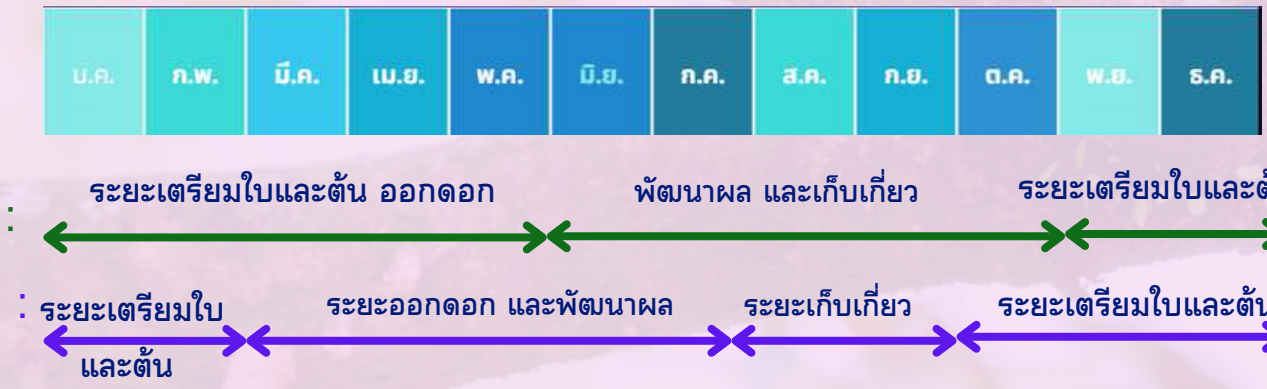 ม.ค. ก.พ. มี.ค. เม.ย. พ.ค. มิ.ย. ก.ค. ส.ค. ก.ย. ต.ค. พ.ย. ธ.ค.
ระยะเตรียมใบและต้น ออกดอก พัฒนาผล และเก็บเกี่ยว ระยะเตรียมใบและต้
:
: ระยะเตรียมใบ ระยะออกดอก และพัฒนาผล ระยะเก็บเกี่ยว ระยะเตรียมใบและต้น
และต้น